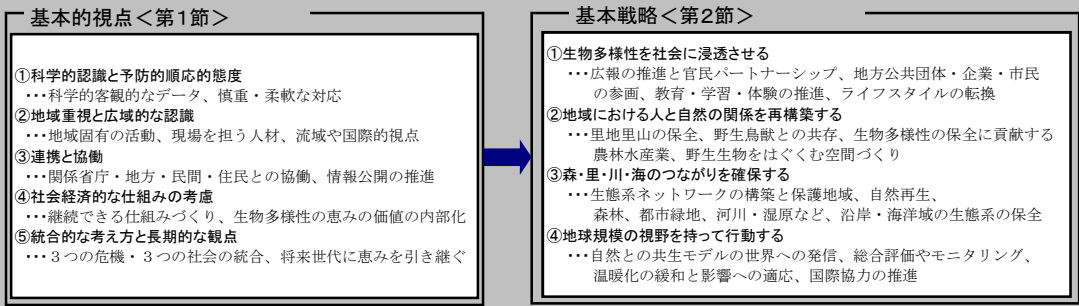 基本的視点＜第1節＞
①科学的認識と予防的順応的態度
･･･科学的客観的なデータ、慎重・柔軟な対応
②地域重視と広域的な認識
･･･地域固有の活動、現場を担う人材、流域や国際的視点
③連携と協働
･･･関係省庁・地方・民間・住民との協働、情報公開の推進
④社会経済的な仕組みの考慮
･･･継続できる仕組みづくり、生物多様性の恵みの価値の内部化
⑤統合的な考え方と長期的な観点
･･･３つの危機・３つの社会の統合、将来世代に恵みを引き継ぐ
基本戦略＜第2節＞
①生物多様性を社会に浸透させる
･･･広報の推進と官民パートナーシップ、地方公共団体・企業・市民
の参画、教育・学習・体験の推進、ライフスタイルの転換
②地域における人と自然の関係を再構築する
･･･里地里山の保全、野生鳥獣との共存、生物多様性の保全に貢献する
農林水産業、野生生物をはぐくむ空間づくり
③森・里・川・海のつながりを確保する
･･･生態系ネットワークの構築と保護地域、自然再生、
森林、都市緑地、河川・湿原など、沿岸・海洋域の生態系の保全
④地球規模の視野を持って行動する
･･･自然との共生モデルの世界への発信、総合評価やモニタリング、
温暖化の緩和と影響への適応、国際協力の推進